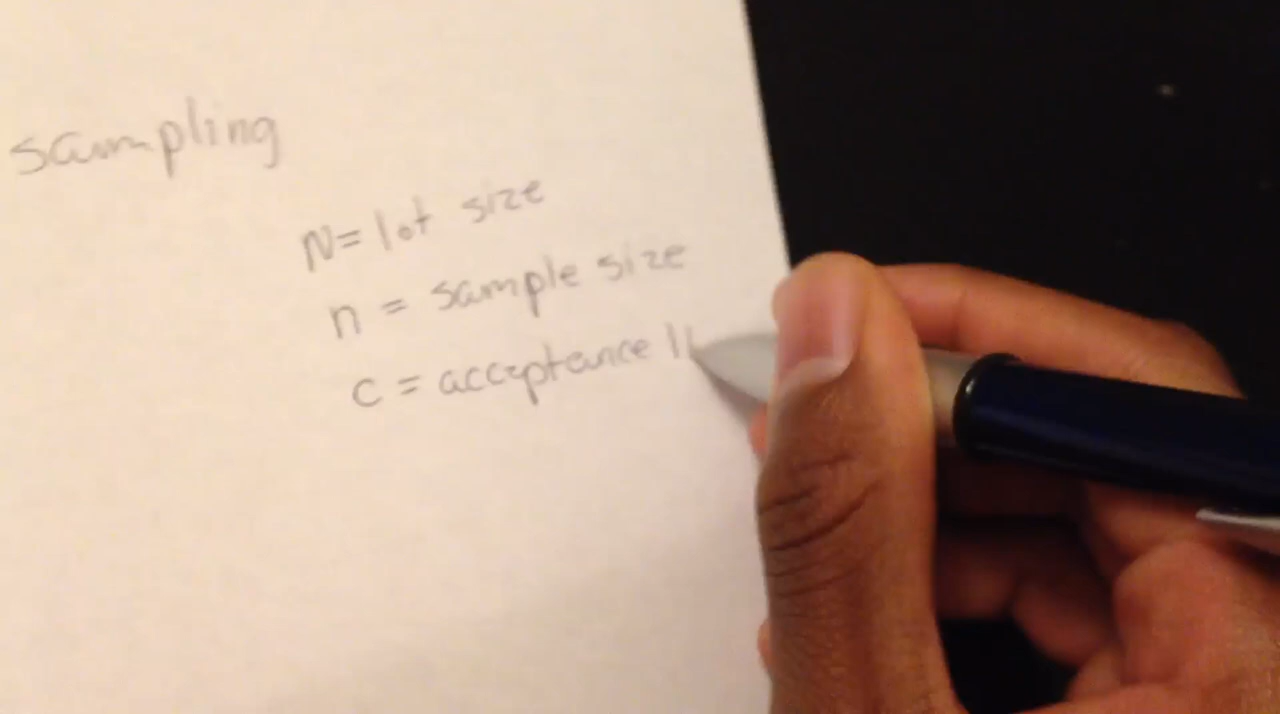 sampling
N= lot size
n = sample size
c = acceptance